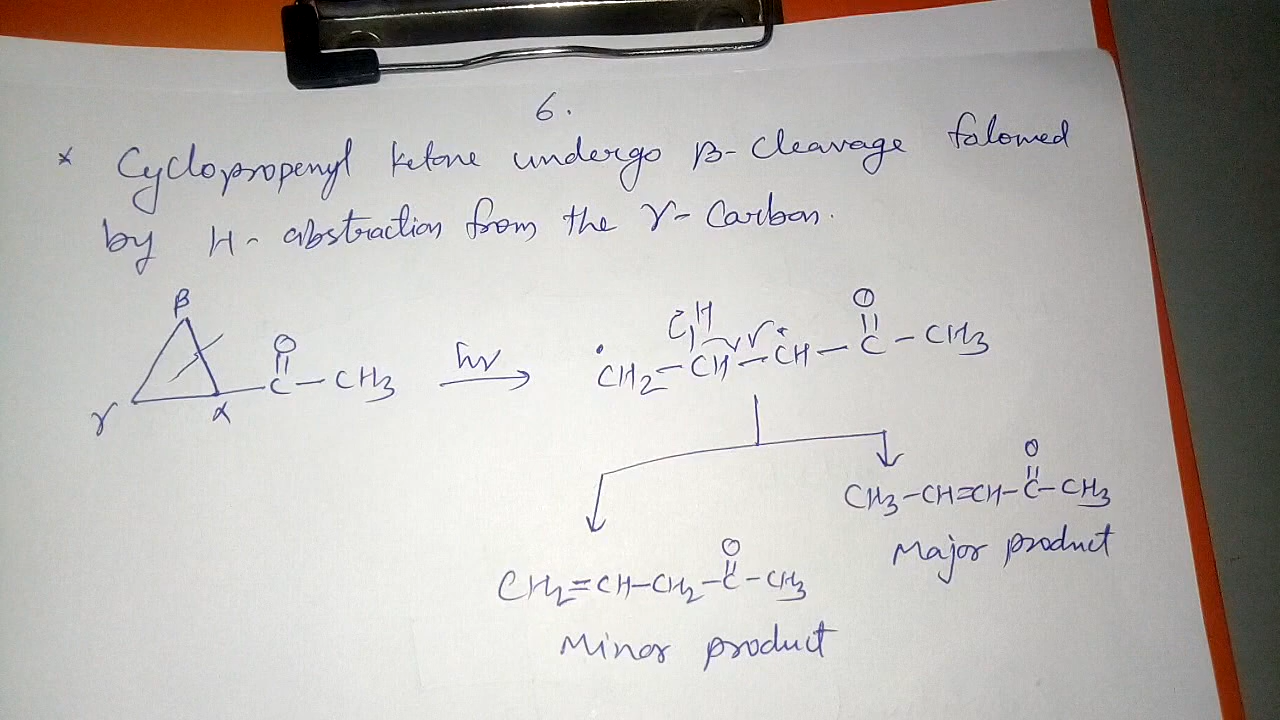 6.
* Cyclopropenyl ketone undergo β- Cleavage folowed
by H- abstraction from the γ- Carbon.
β
O
γ α C - CH3 hν CH2 - CH - CH - C - CH3
H
O
CH3-CH=CH-C-CH3
Major product
O
CH2=CH-CH2-C-CH3
Minor product